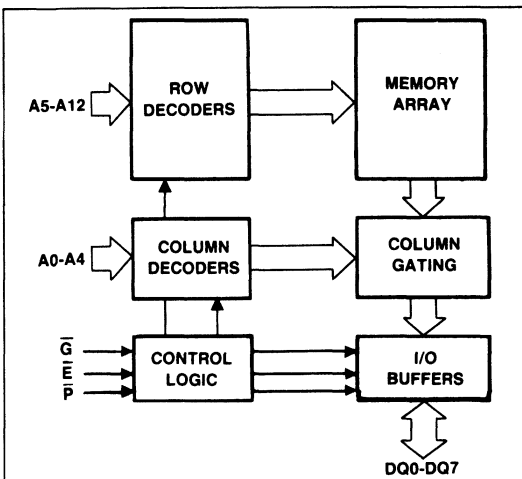 A5-A12
ROW
DECODERS
MEMORY
ARRAY
A0-A4
COLUMN
DECODERS
COLUMN
GATING
G̅
E̅
P̅
CONTROL
LOGIC
I/O
BUFFERS
DQ0-DQ7